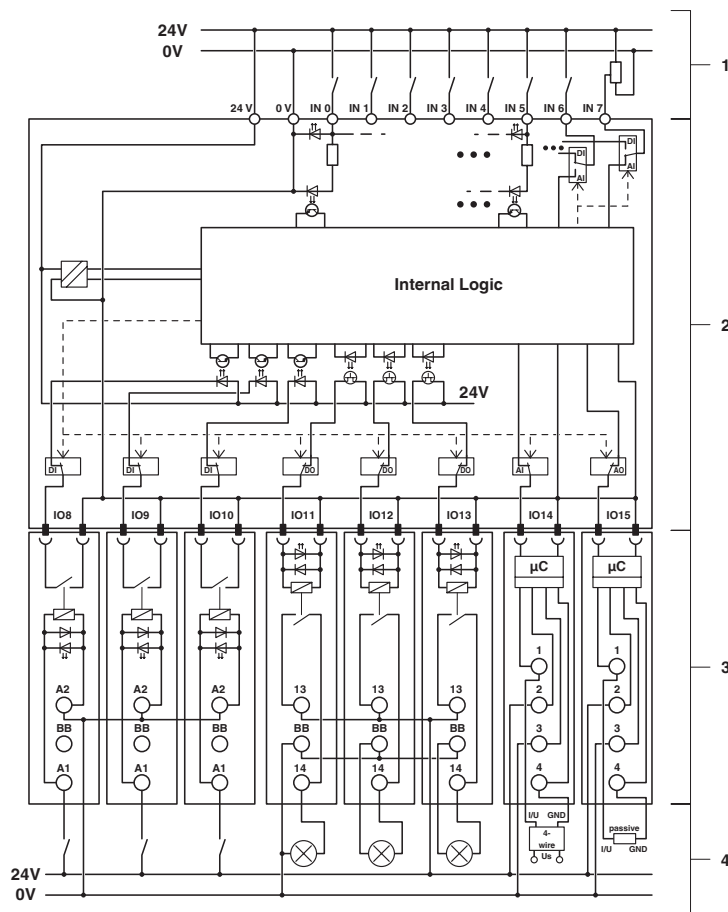 24V
0V
1
24 V 0 V IN 0 IN 1 IN 2 IN 3 IN 4 IN 5 IN 6 IN 7
DI
DI
AI
AI
Internal Logic
2
24V
DI DI DI DO DO DO AI AO
IO8 IO9 IO10 IO11 IO12 IO13 IO14 IO15
µC µC
1 1
3
A2 A2 A2 13 13 13 2 2
BB BB BB BB BB BB 3 3
A1 A1 A1 14 14 14 4 4
I/U GND passive
4-
wire
I/U GND
Us
4
24V
0V